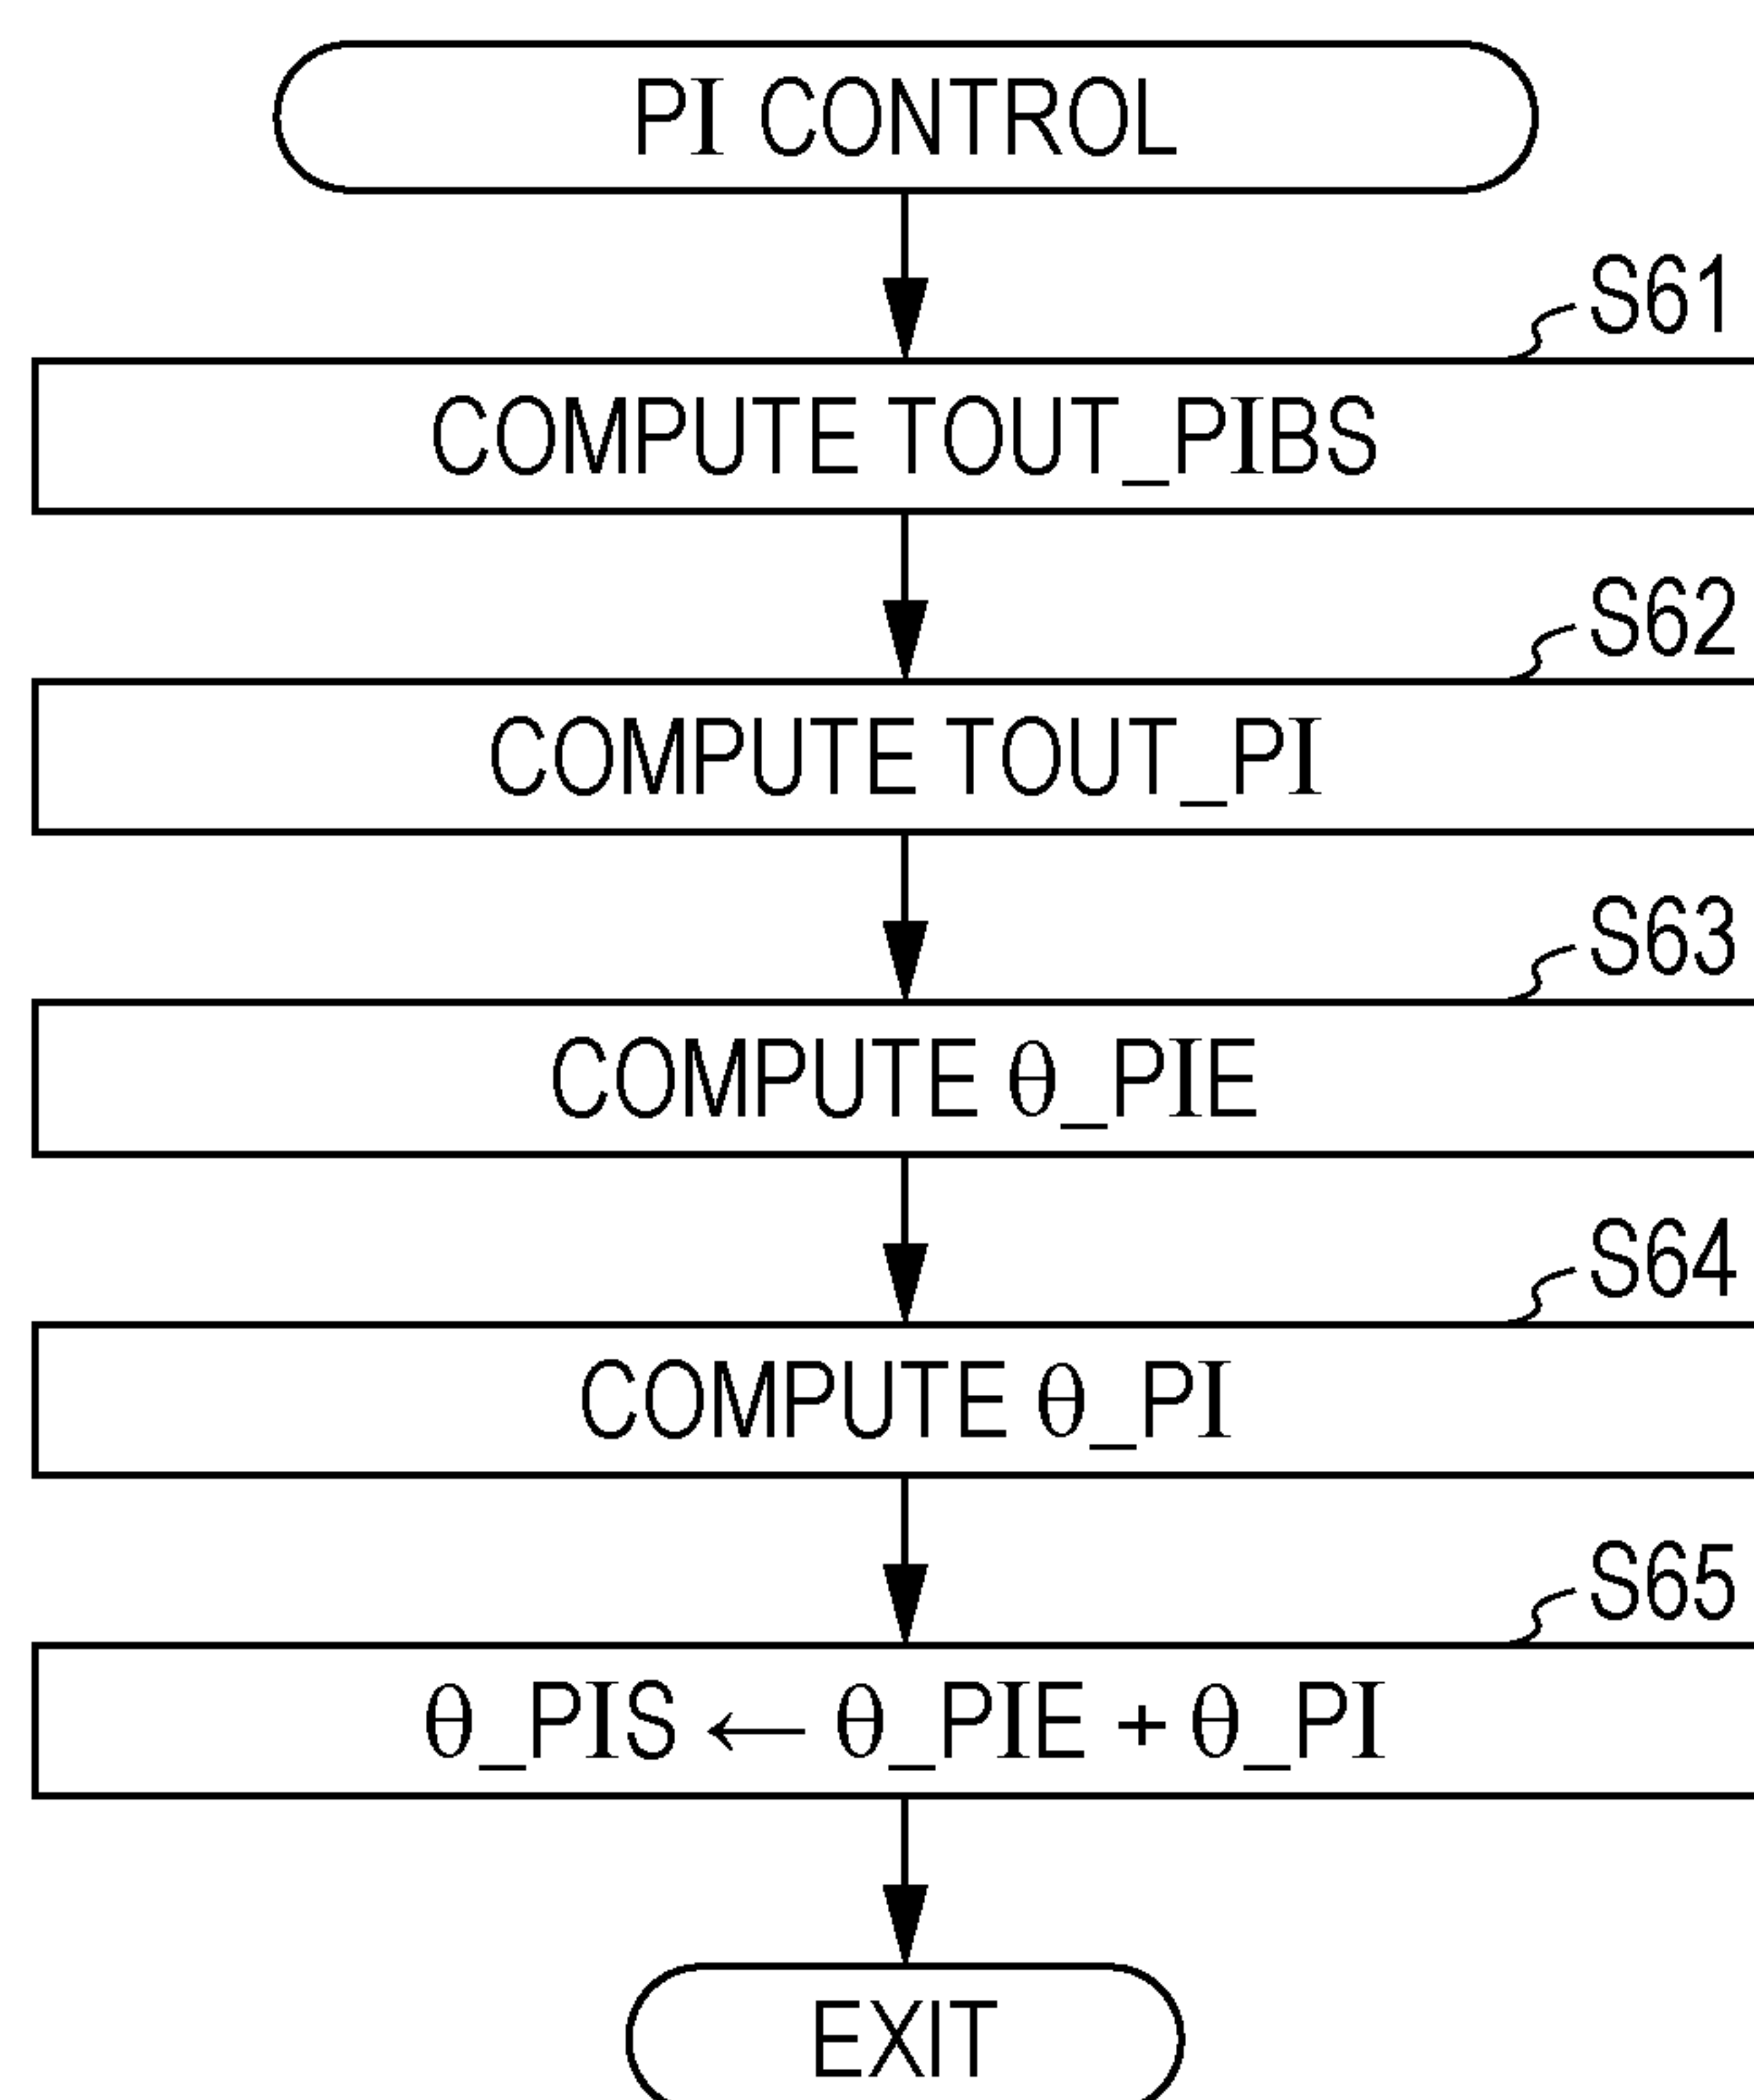 PI CONTROL
S61
COMPUTE TOUT_PIBS
S62
COMPUTE TOUT_PI
S63
COMPUTE θ_PIE
S64
COMPUTE θ_PI
S65
θ_PIS ← θ_PIE + θ_PI
EXIT